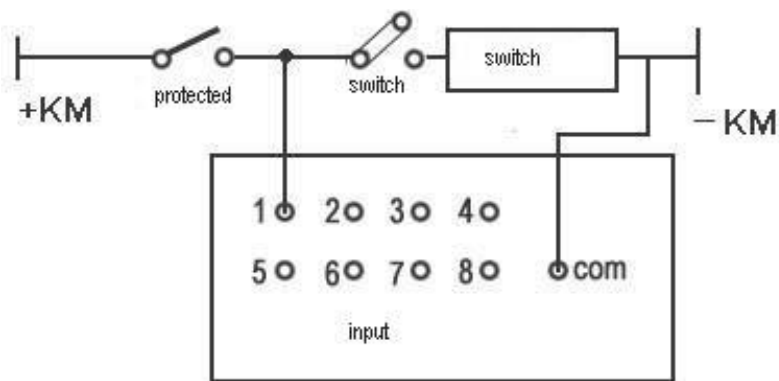 +KM
protected
switch
switch
— KM
1 2 3 4
5 6 7 8 com
input